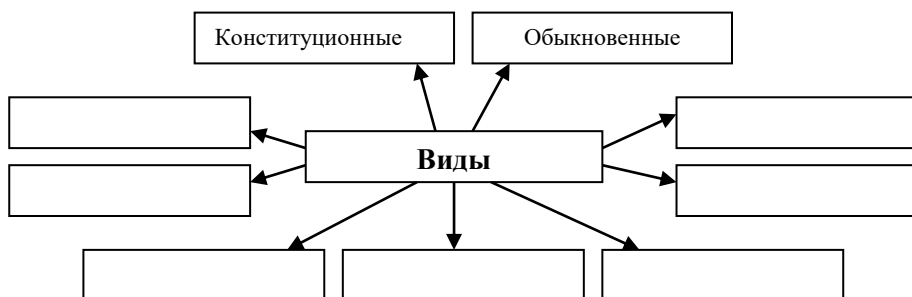 Конституционные
Обыкновенные
Виды